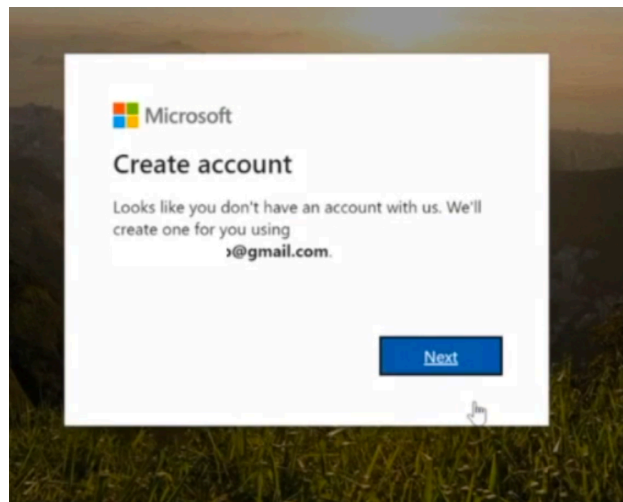 Microsoft
Create account
Looks like you don't have an account with us. We'll
create one for you using
@gmail.com.
Next